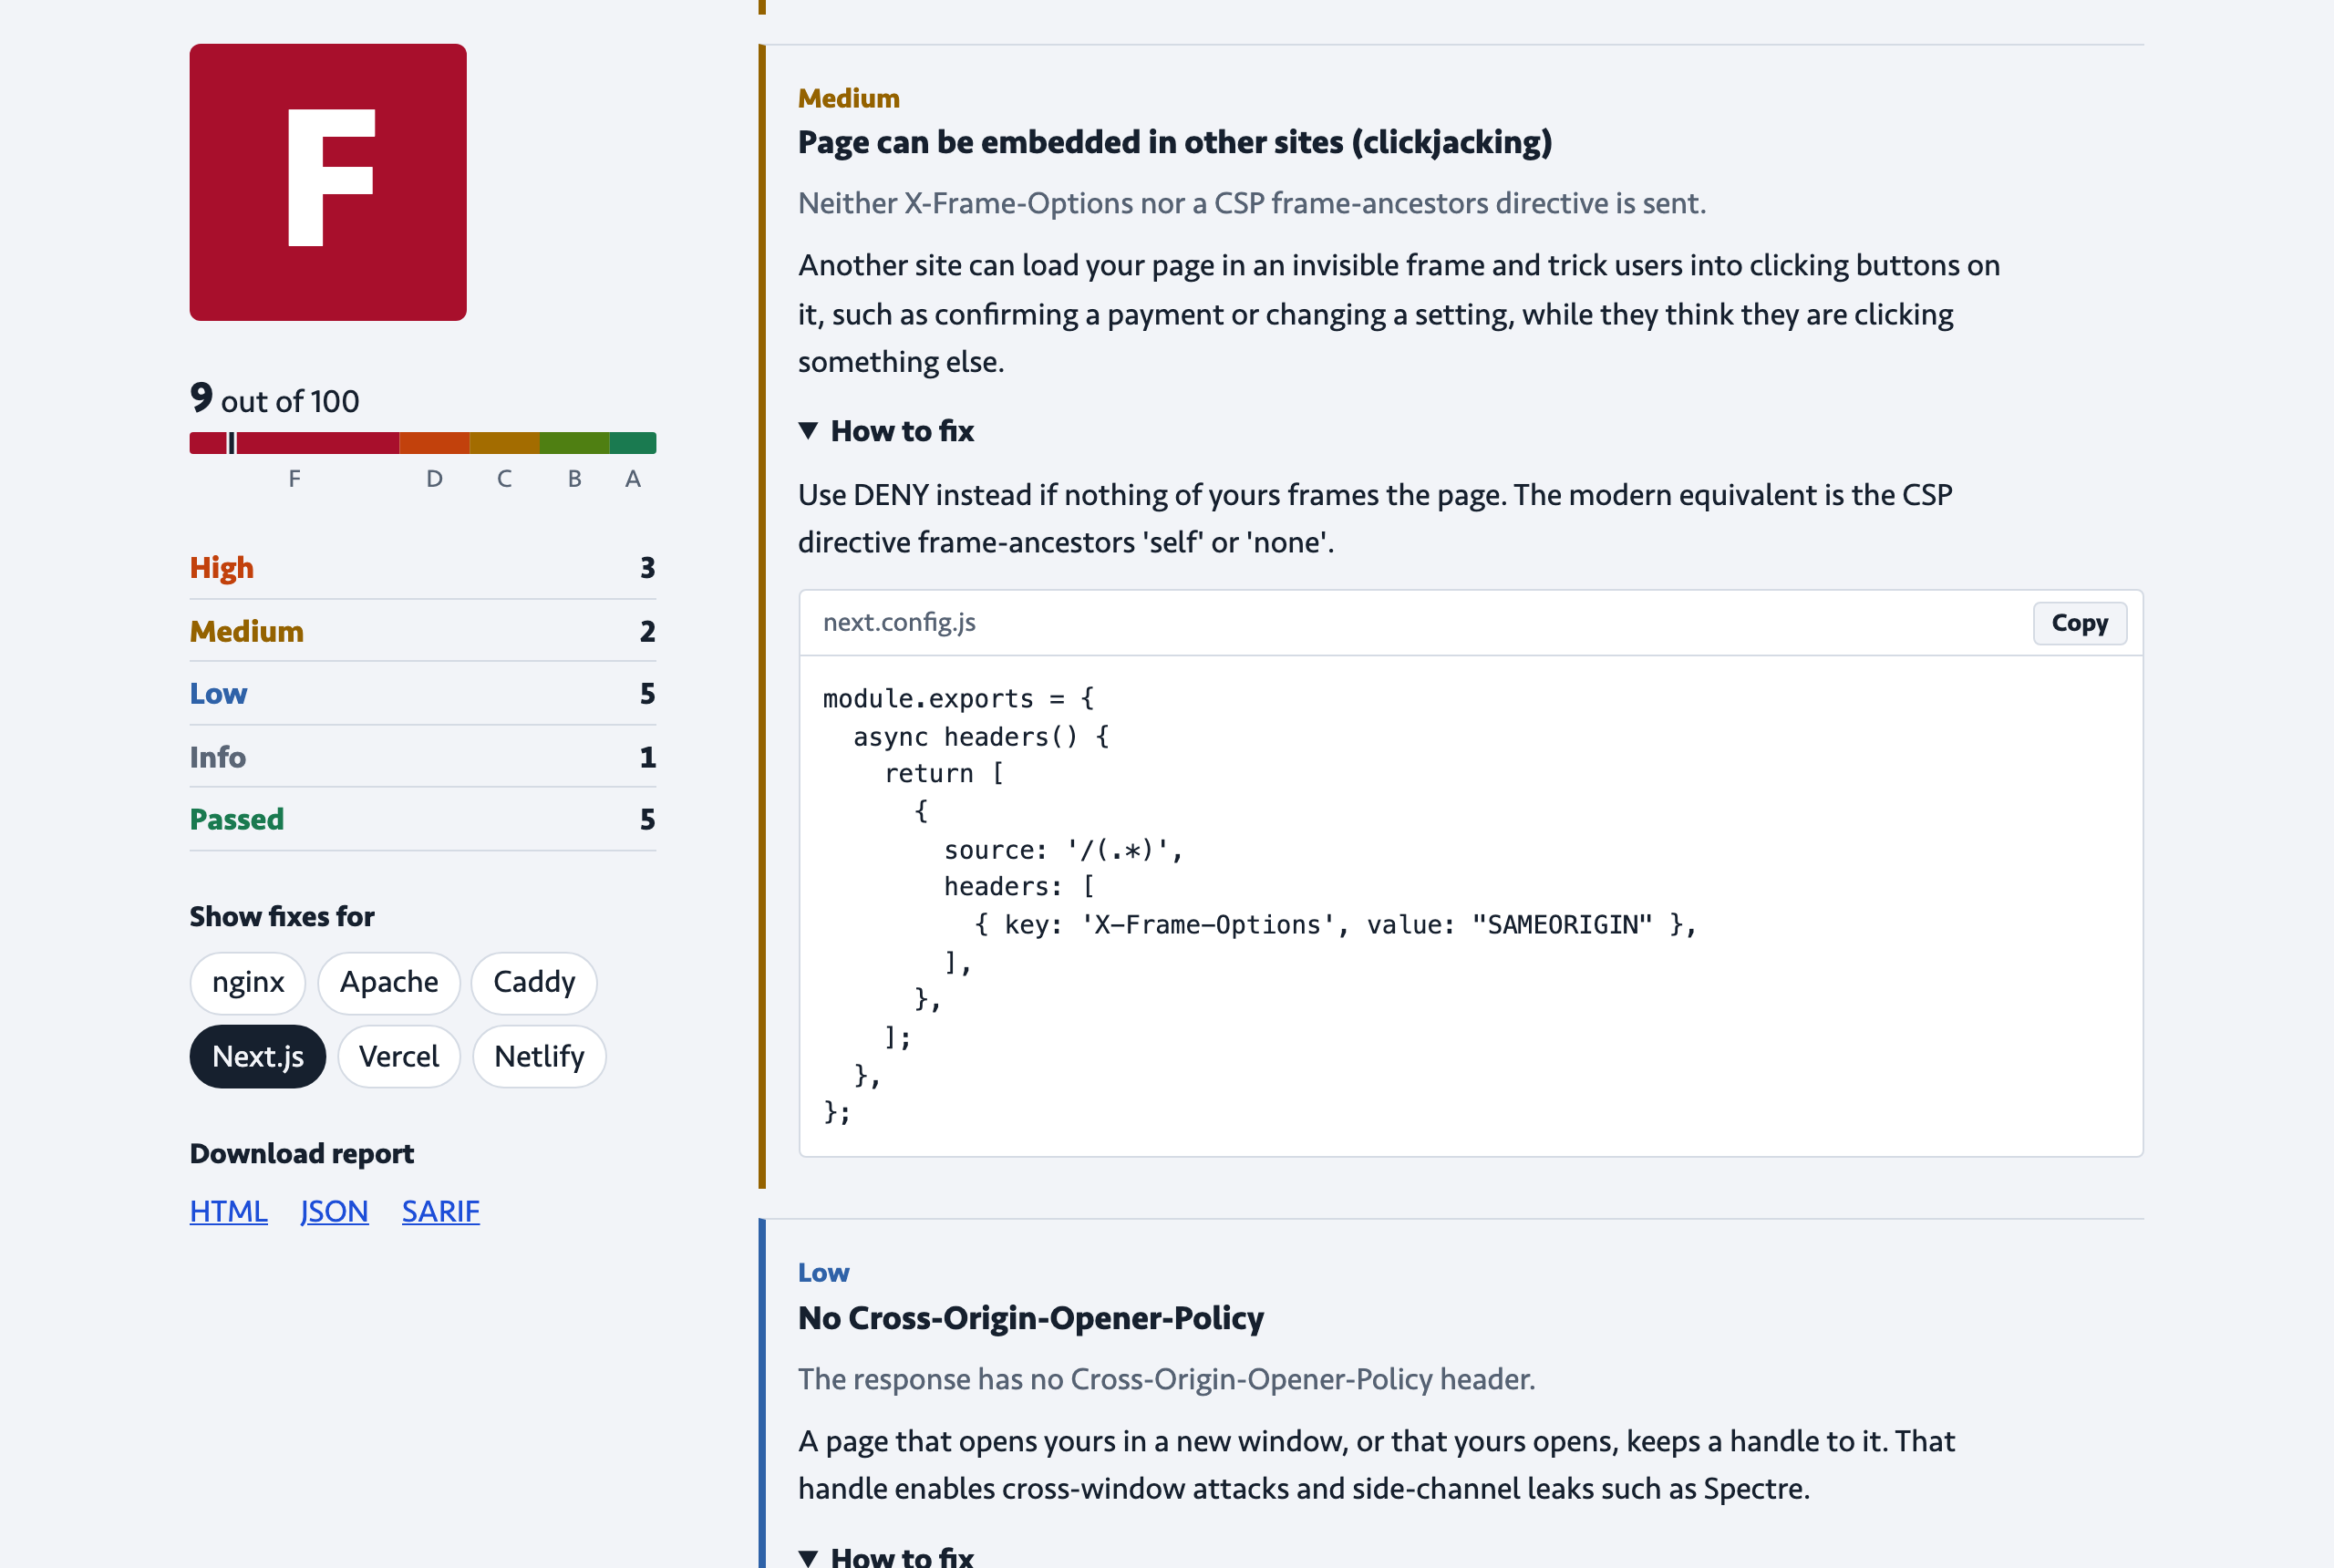 F
9 out of 100
F D C B A
High 3
Medium 2
Low 5
Info 1
Passed 5
Show fixes for
nginx Apache Caddy
Next.js Vercel Netlify
Download report
HTML JSON SARIF
Medium
Page can be embedded in other sites (clickjacking)
Neither X-Frame-Options nor a CSP frame-ancestors directive is sent.
Another site can load your page in an invisible frame and trick users into clicking buttons on
it, such as confirming a payment or changing a setting, while they think they are clicking
something else.
▼ How to fix
Use DENY instead if nothing of yours frames the page. The modern equivalent is the CSP
directive frame-ancestors 'self' or 'none'.
next.config.js Copy
module.exports = {
  async headers() {
    return [
      {
        source: '/(.*)',
        headers: [
          { key: 'X-Frame-Options', value: "SAMEORIGIN" },
        ],
      },
    ];
  },
};
Low
No Cross-Origin-Opener-Policy
The response has no Cross-Origin-Opener-Policy header.
A page that opens yours in a new window, or that yours opens, keeps a handle to it. That
handle enables cross-window attacks and side-channel leaks such as Spectre.
▼ How to fix